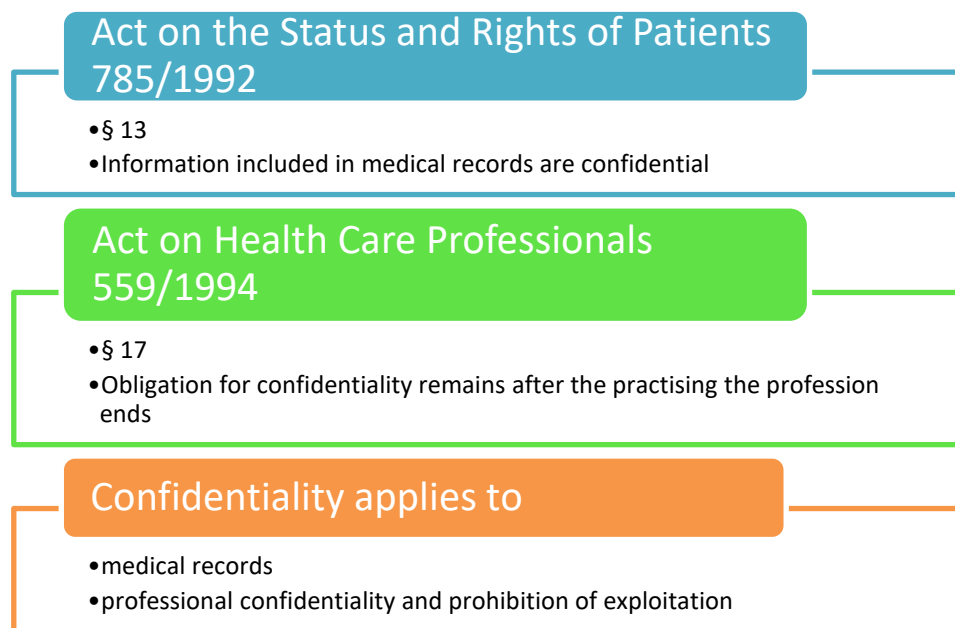 Act on the Status and Rights of Patients
785/1992
•§ 13
•Information included in medical records are confidential
Act on Health Care Professionals
559/1994
•§ 17
•Obligation for confidentiality remains after the practising the profession
ends
Confidentiality applies to
•medical records
•professional confidentiality and prohibition of exploitation